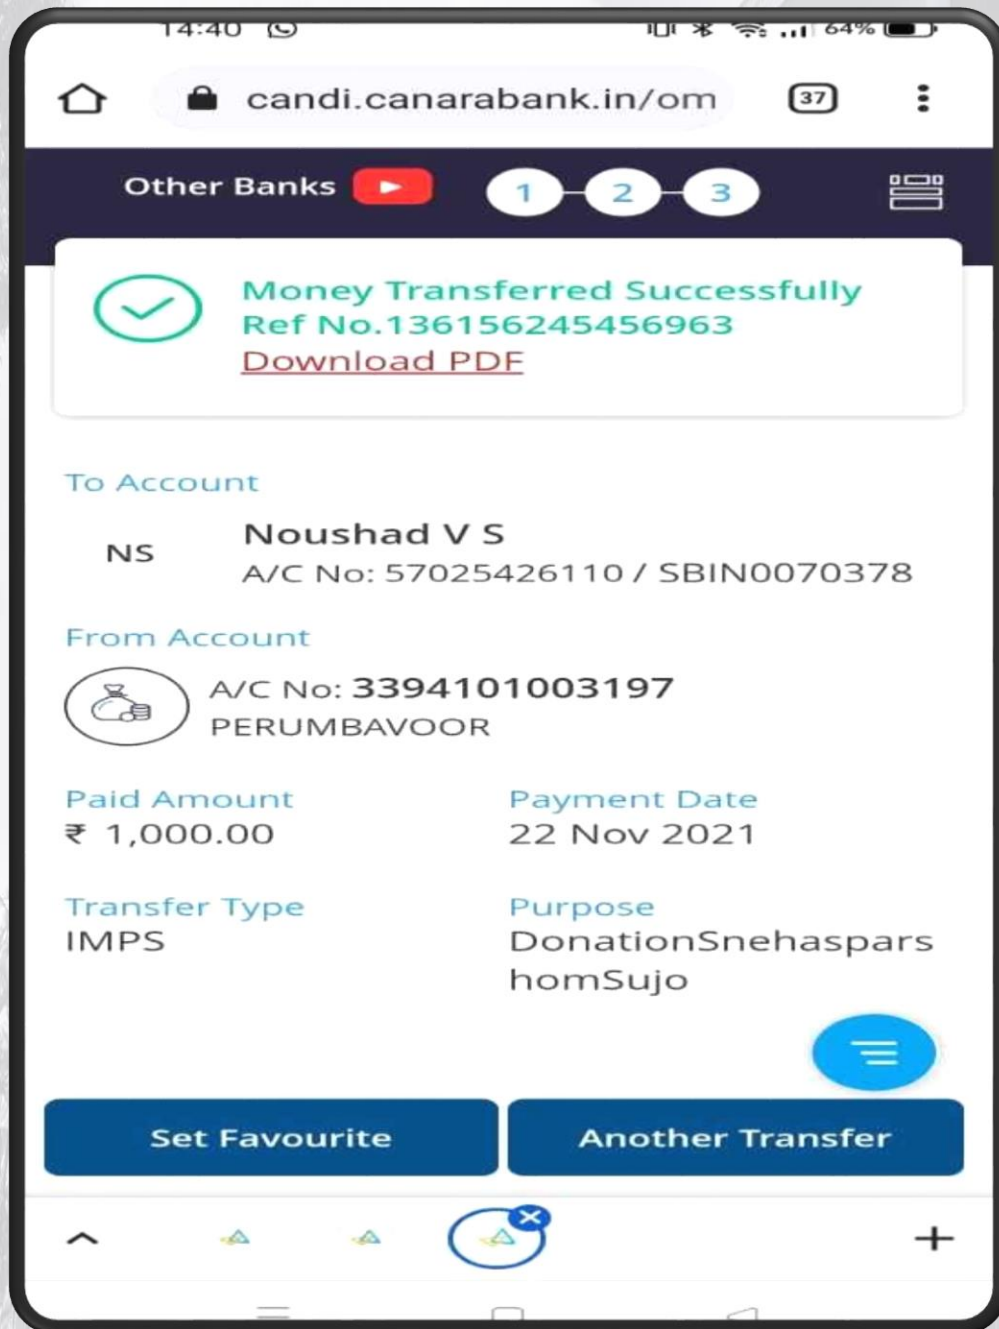 14:40 64%
candi.canarabank.in/om 37
Other Banks 1 2 3
Money Transferred Successfully
Ref No.136156245456963
Download PDF
To Account
NS Noushad V S
A/C No: 57025426110 / SBIN0070378
From Account
A/C No: 3394101003197
PERUMBAVOOR
Paid Amount Payment Date
₹ 1,000.00 22 Nov 2021
Transfer Type Purpose
IMPS DonationSnehaspars
homSujo
Set Favourite Another Transfer